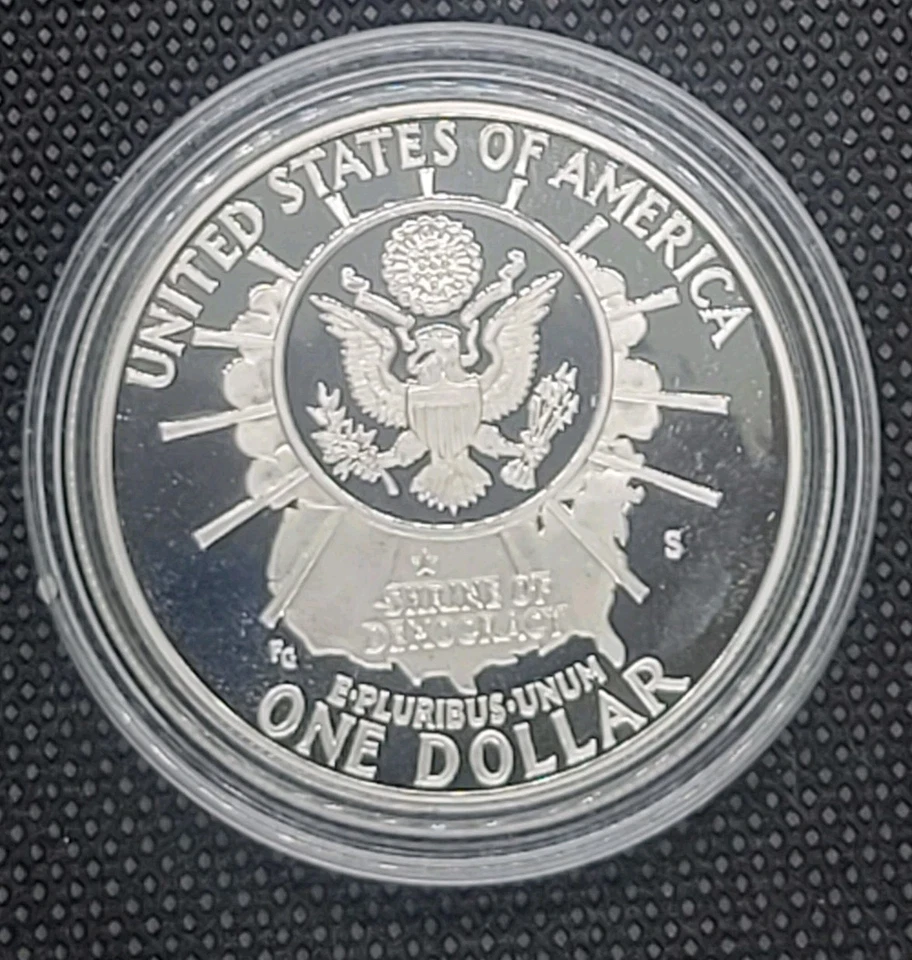 UNITED STATES OF AMERICA
S
SHRINE OF
DEMOCRACY
FG
E·PLURIBUS·UNUM
ONE DOLLAR